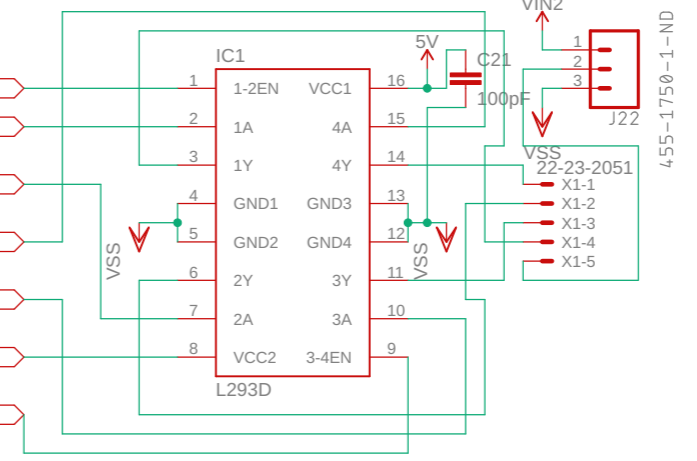 VIN2
IC1
5V
C21
100pF
1 1-2EN VCC1 16
2 1A 4A 15
3 1Y 4Y 14
4 GND1 GND3 13
5 GND2 GND4 12
6 2Y 3Y 11
7 2A 3A 10
8 VCC2 3-4EN 9
L293D
VSS
VSS
1
2
3
J22
VSS
455-1750-1-ND
22-23-2051
X1-1
X1-2
X1-3
X1-4
X1-5